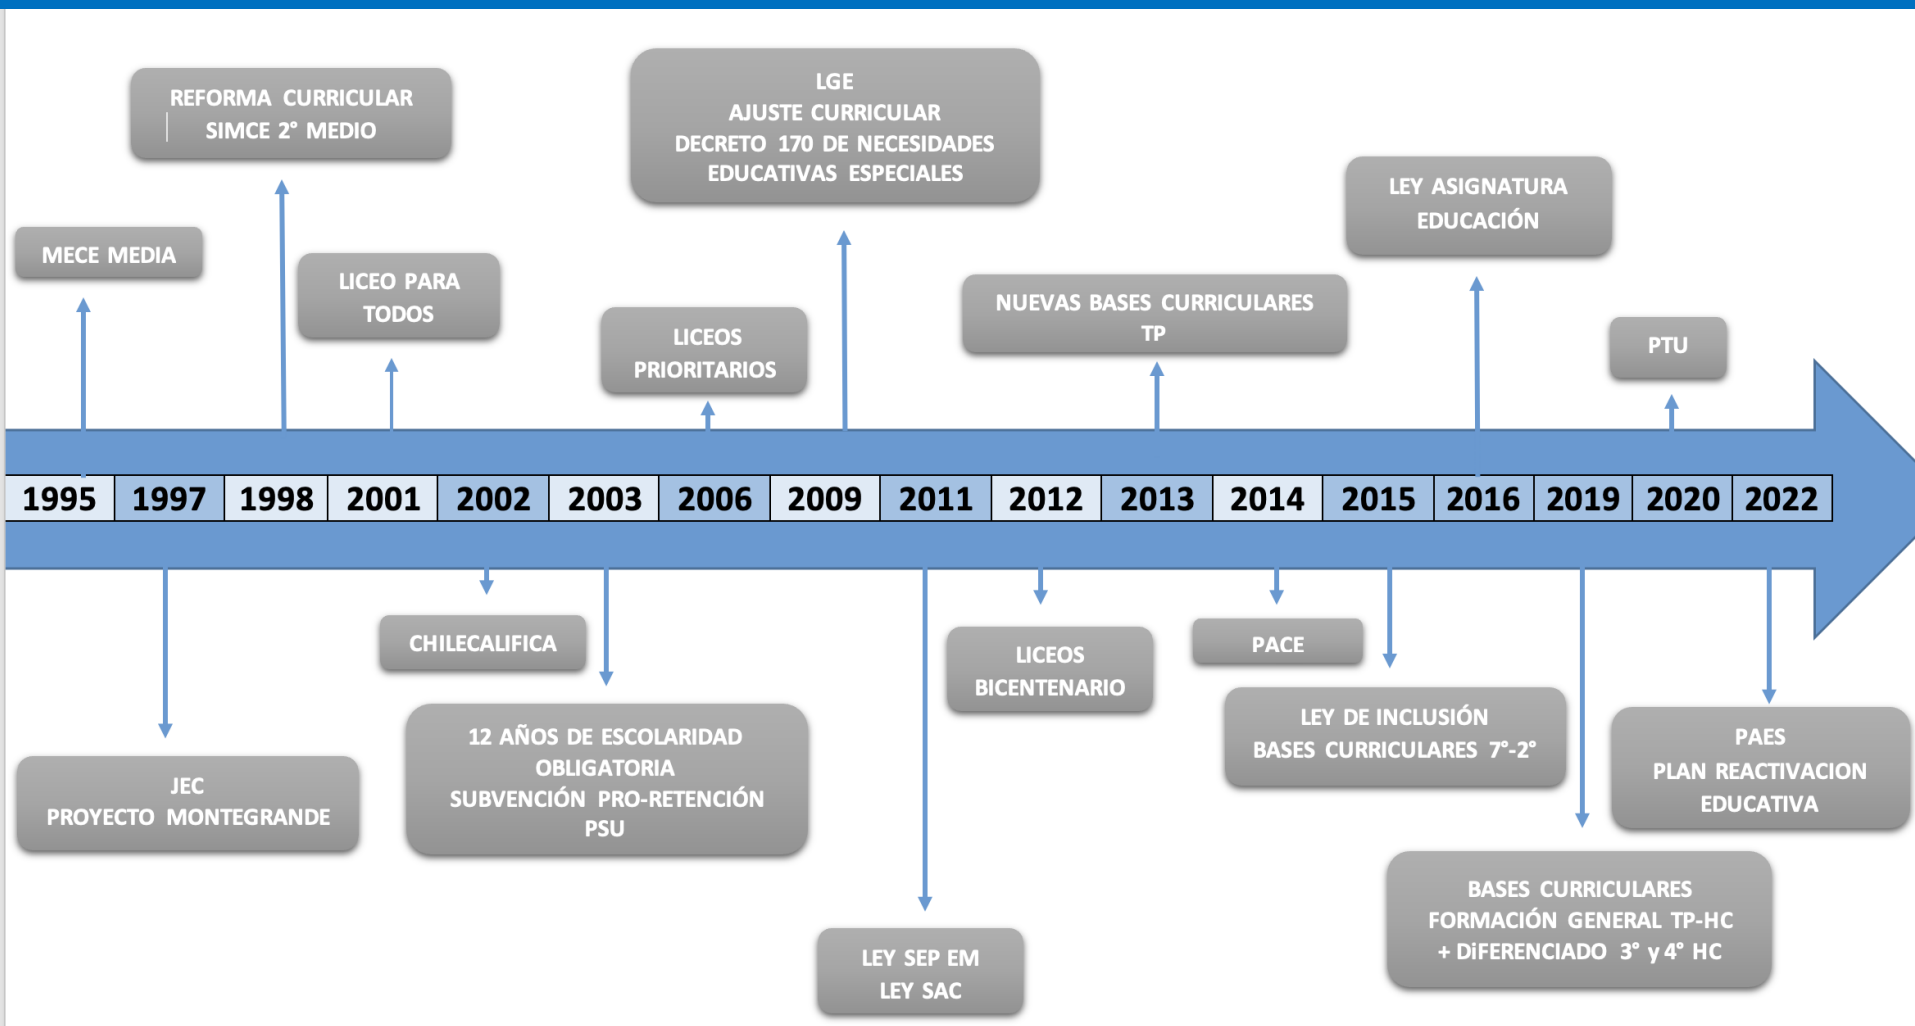 REFORMA CURRICULAR
SIMCE 2° MEDIO
LGE
AJUSTE CURRICULAR
DECRETO 170 DE NECESIDADES
EDUCATIVAS ESPECIALES
LEY ASIGNATURA
EDUCACIÓN
MECE MEDIA
LICEO PARA
TODOS
LICEOS
PRIORITARIOS
NUEVAS BASES CURRICULARES
TP
PTU
1995 1997 1998 2001 2002 2003 2006 2009 2011 2012 2013 2014 2015 2016 2019 2020 2022
CHILECALIFICA
LICEOS
BICENTENARIO
PACE
JEC
PROYECTO MONTEGRANDE
12 AÑOS DE ESCOLARIDAD
OBLIGATORIA
SUBVENCIÓN PRO-RETENCIÓN
PSU
LEY DE INCLUSIÓN
BASES CURRICULARES 7°-2°
PAES
PLAN REACTIVACION
EDUCATIVA
LEY SEP EM
LEY SAC
BASES CURRICULARES
FORMACIÓN GENERAL TP-HC
+ DiFERENCIADO 3° y 4° HC